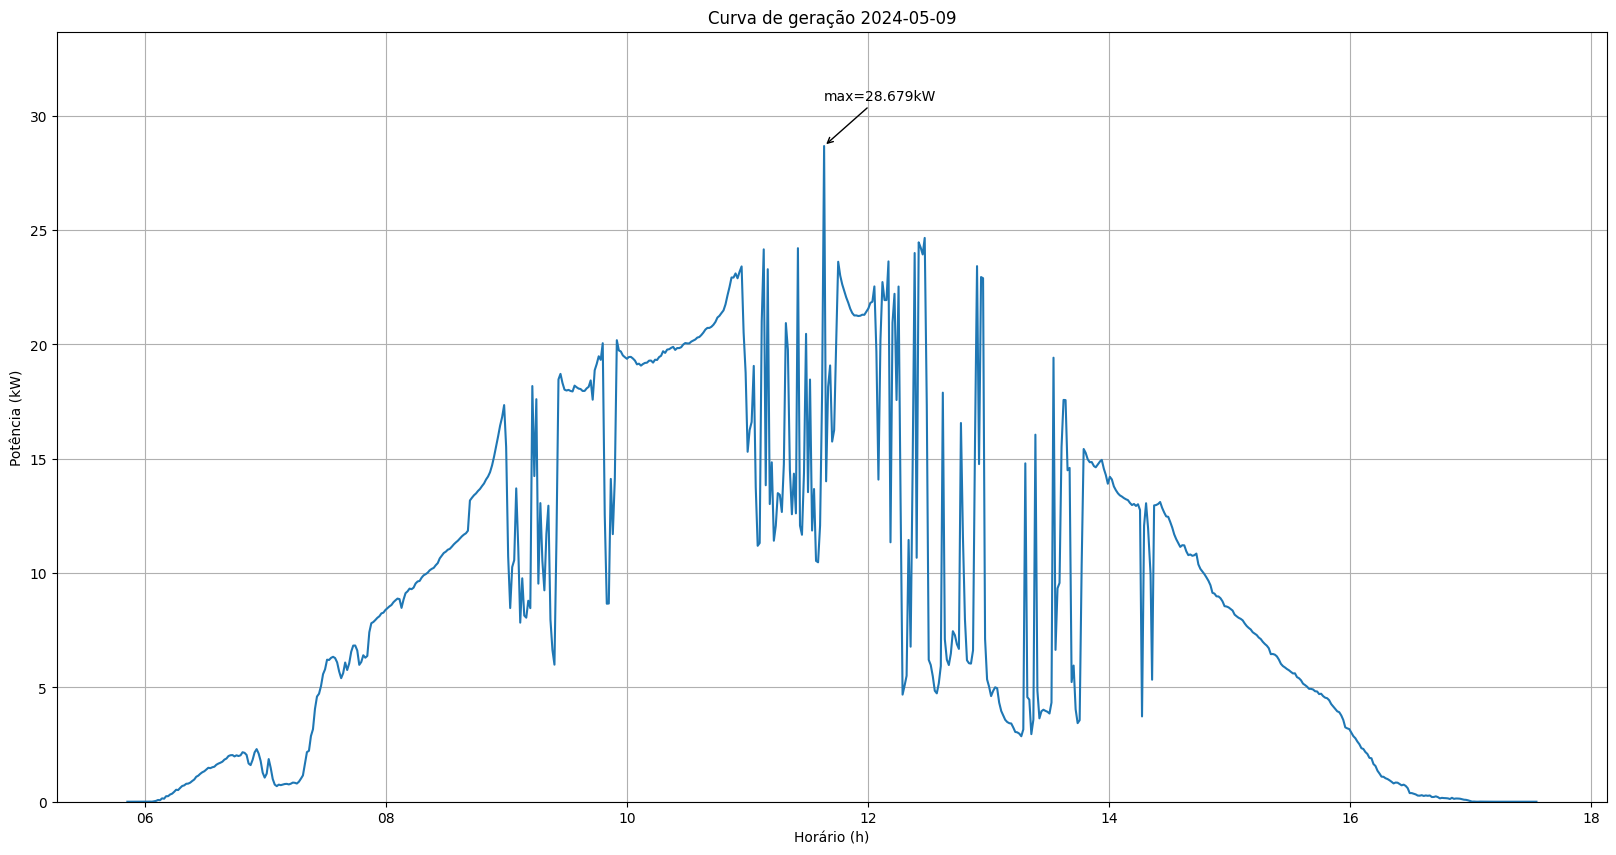 Curva de geração 2024-05-09
max=28.679kW
30
25
20
15
10
5
0
Potência (kW)
06 08 10 12 14 16 18
Horário (h)